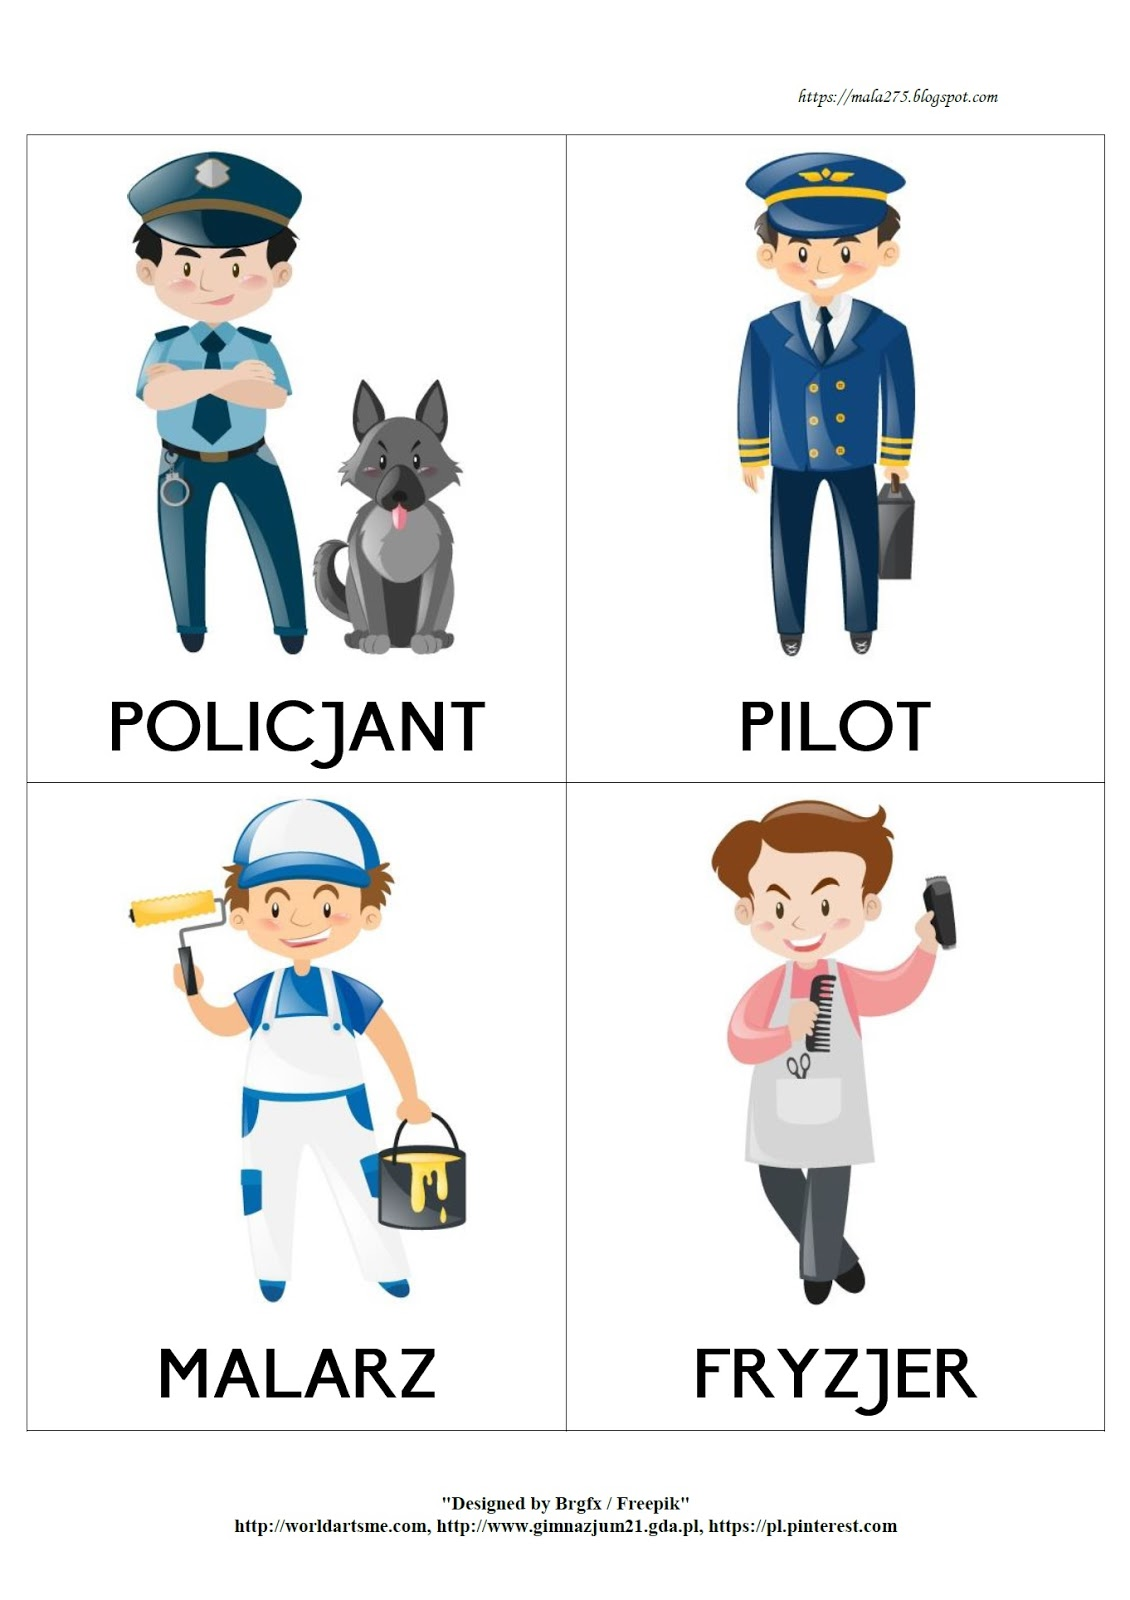 https://mala275.blogspot.com
POLICJANT
PILOT
MALARZ
FRYZJER
"Designed by Brgfx / Freepik"
http://worldartsme.com, http://www.gimnazjum21.gda.pl, https://pl.pinterest.com